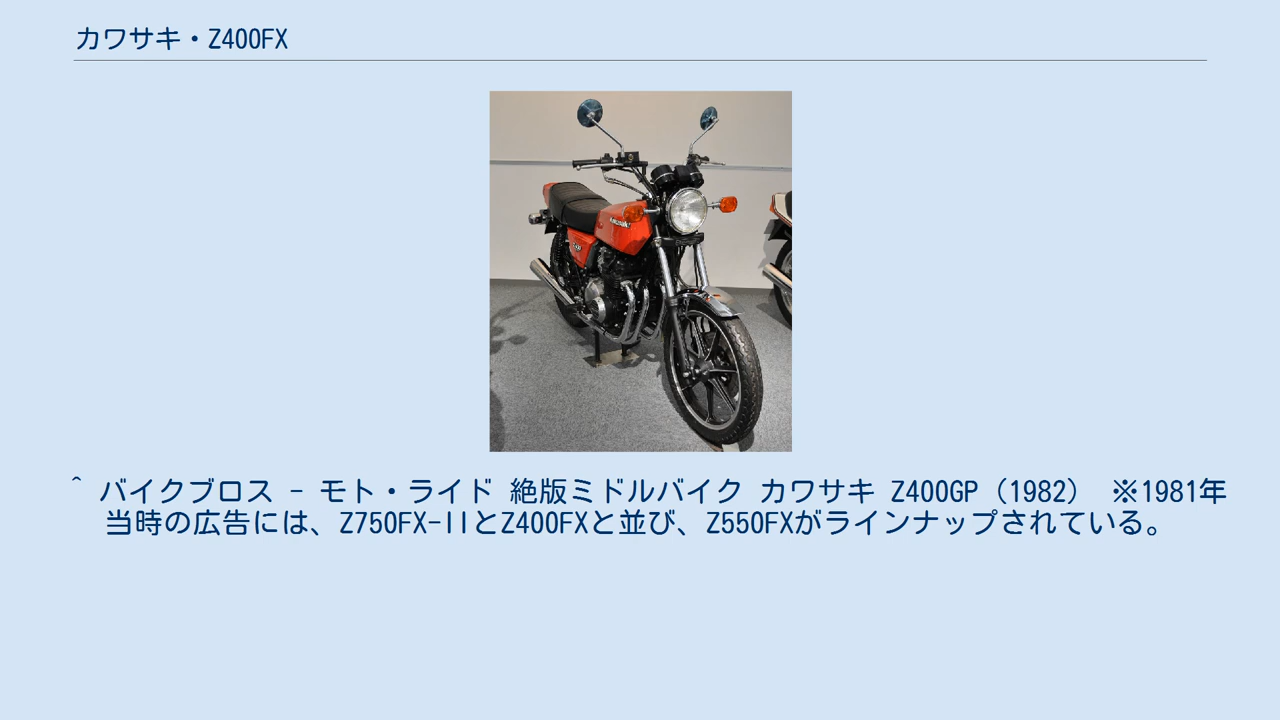 カワサキ・Z400FX
^ バイクブロス - モト・ライド 絶版ミドルバイク カワサキ Z400GP（1982） ※1981年
当時の広告には、Z750FX-IIとZ400FXと並び、Z550FXがラインナップされている。